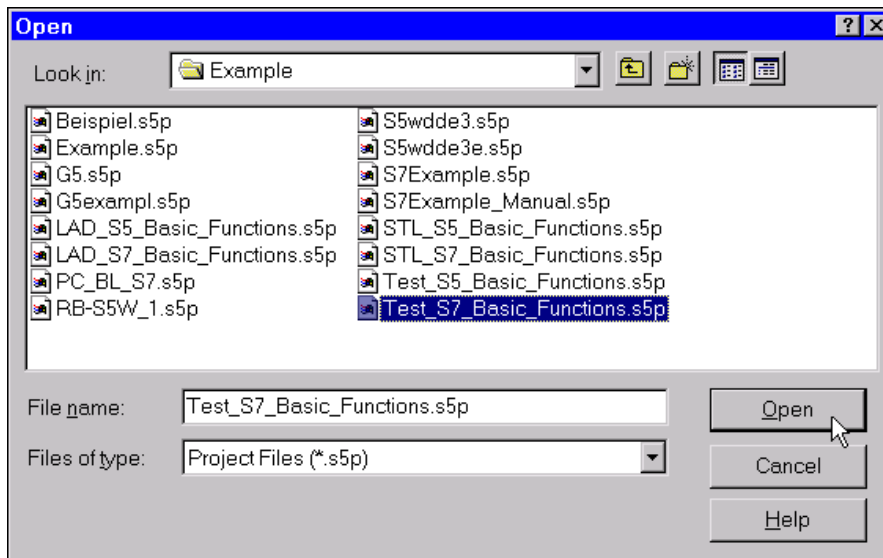 Open
Look in: Example
Beispiel.s5p
Example.s5p
G5.s5p
G5exampl.s5p
LAD_S5_Basic_Functions.s5p
LAD_S7_Basic_Functions.s5p
PC_BL_S7.s5p
RB-S5W_1.s5p
S5wdde3.s5p
S5wdde3e.s5p
S7Example.s5p
S7Example_Manual.s5p
STL_S5_Basic_Functions.s5p
STL_S7_Basic_Functions.s5p
Test_S5_Basic_Functions.s5p
Test_S7_Basic_Functions.s5p
File name: Test_S7_Basic_Functions.s5p
Open
Files of type: Project Files (*.s5p)
Cancel
Help